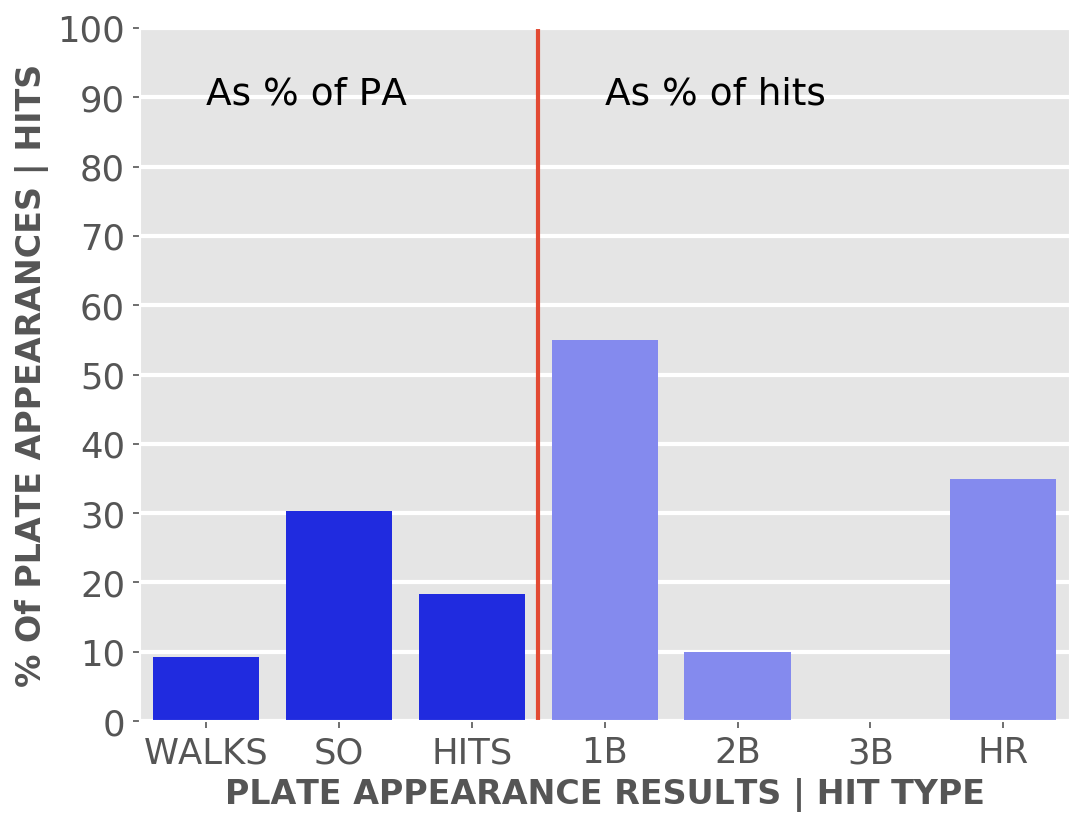 As % of PA
As % of hits
100
90
80
70
60
50
40
30
20
10
0
% Of PLATE APPEARANCES | HITS
WALKS SO HITS 1B 2B 3B HR
PLATE APPEARANCE RESULTS | HIT TYPE